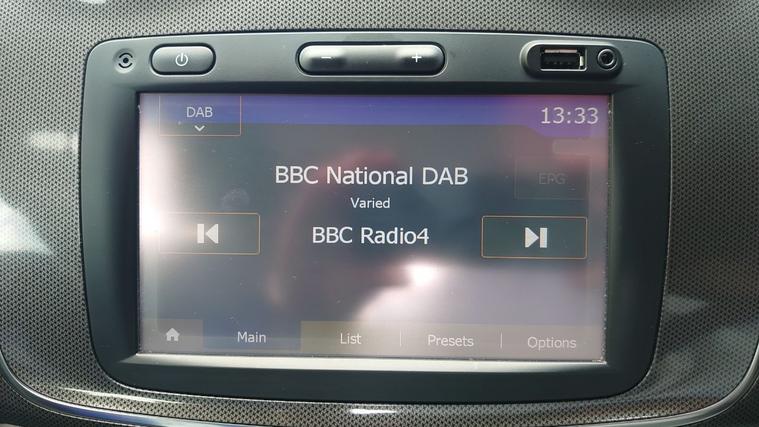 DAB
13:33
BBC National DAB
EPG
Varied
BBC Radio4
Main
List
Presets
Options